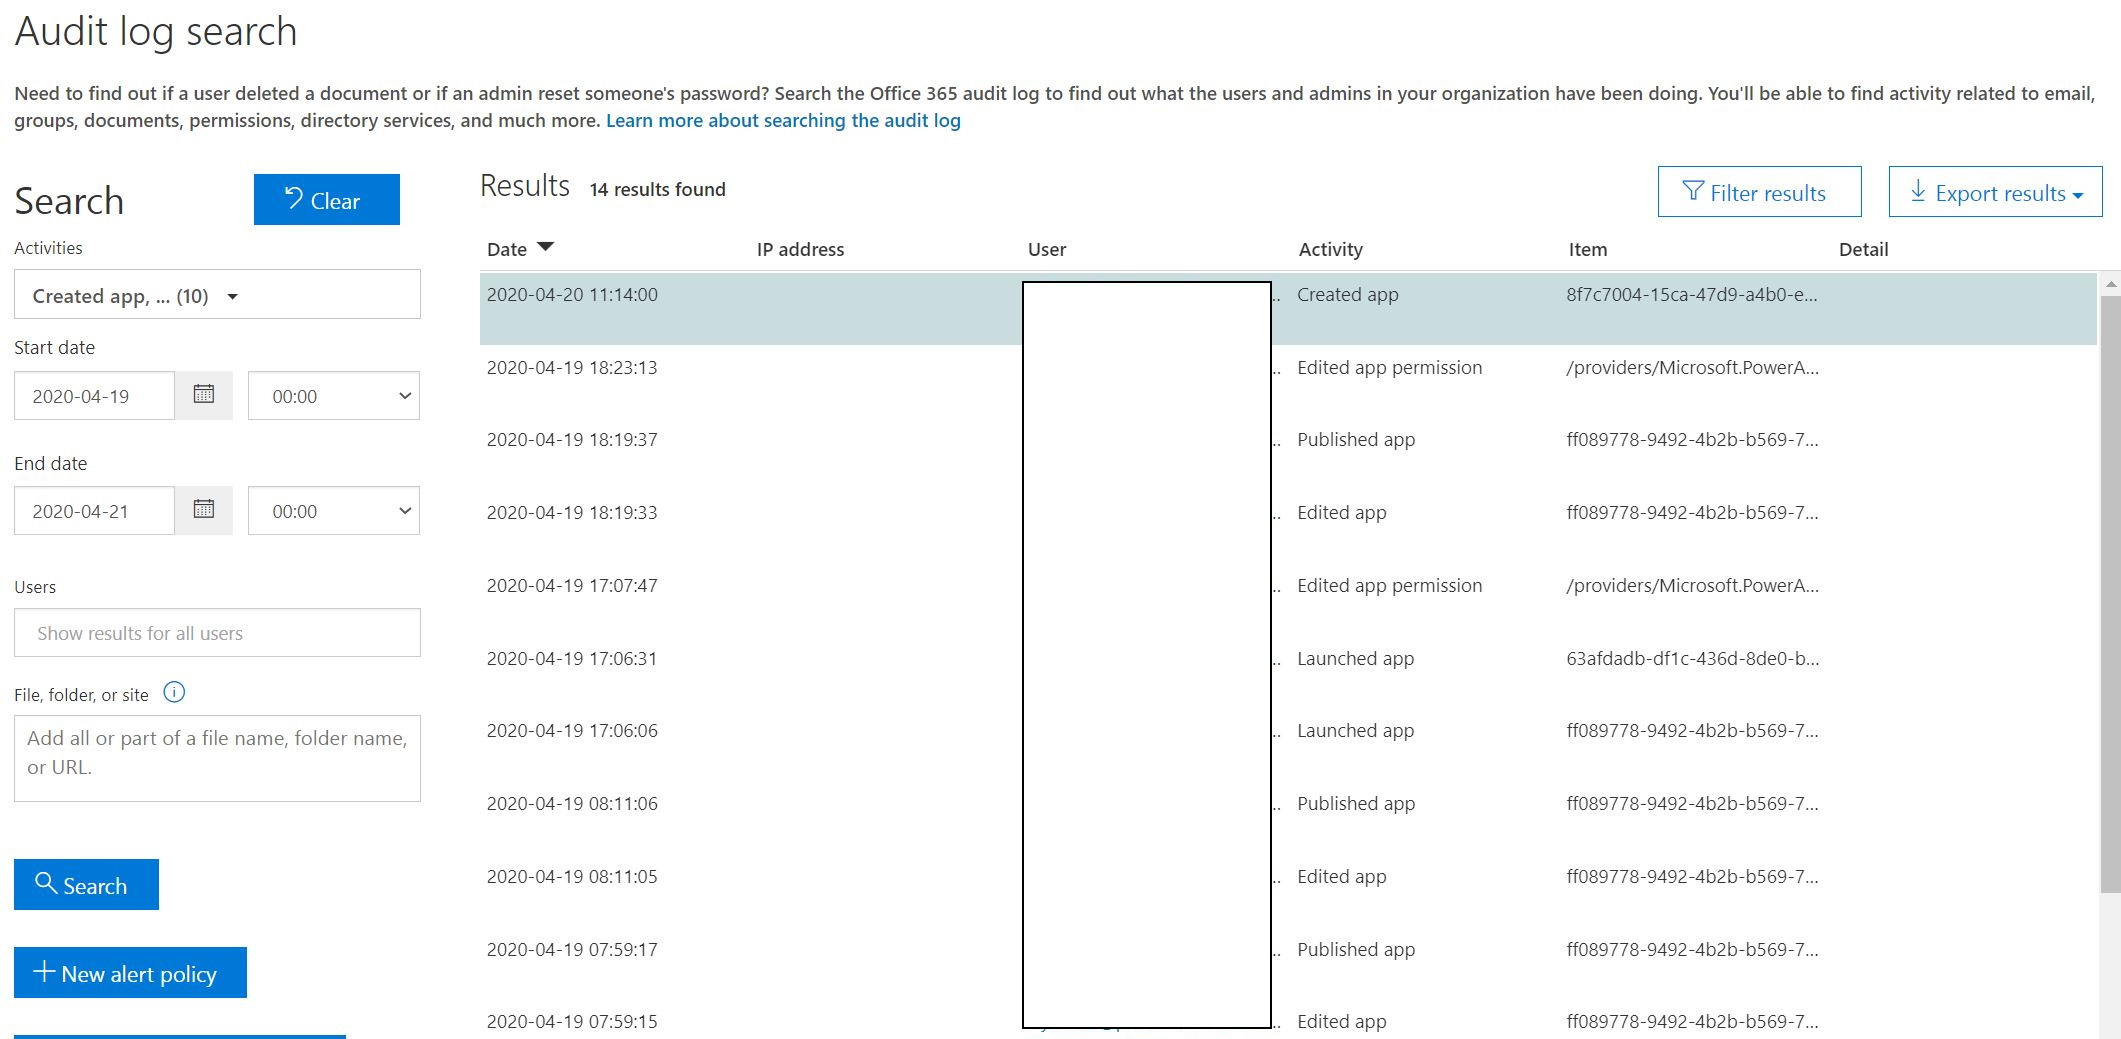 Audit log search
Need to find out if a user deleted a document or if an admin reset someone's password? Search the Office 365 audit log to find out what the users and admins in your organization have been doing. You'll be able to find activity related to email,
groups, documents, permissions, directory services, and much more. Learn more about searching the audit log
Search
Clear
Activities
Created app, ... (10)
Start date
2020-04-19 00:00
End date
2020-04-21 00:00
Users
Show results for all users
File, folder, or site
Add all or part of a file name, folder name,
or URL.
Search
New alert policy
Results 14 results found
Filter results
Export results
Date IP address User Activity Item Detail
2020-04-20 11:14:00 .. Created app 8f7c7004-15ca-47d9-a4b0-e...
2020-04-19 18:23:13 .. Edited app permission /providers/Microsoft.PowerA...
2020-04-19 18:19:37 .. Published app ff089778-9492-4b2b-b569-7...
2020-04-19 18:19:33 .. Edited app ff089778-9492-4b2b-b569-7...
2020-04-19 17:07:47 .. Edited app permission /providers/Microsoft.PowerA...
2020-04-19 17:06:31 .. Launched app 63afdadb-df1c-436d-8de0-b...
2020-04-19 17:06:06 .. Launched app ff089778-9492-4b2b-b569-7...
2020-04-19 08:11:06 .. Published app ff089778-9492-4b2b-b569-7...
2020-04-19 08:11:05 .. Edited app ff089778-9492-4b2b-b569-7...
2020-04-19 07:59:17 .. Published app ff089778-9492-4b2b-b569-7...
2020-04-19 07:59:15 .. Edited app ff089778-9492-4b2b-b569-7...